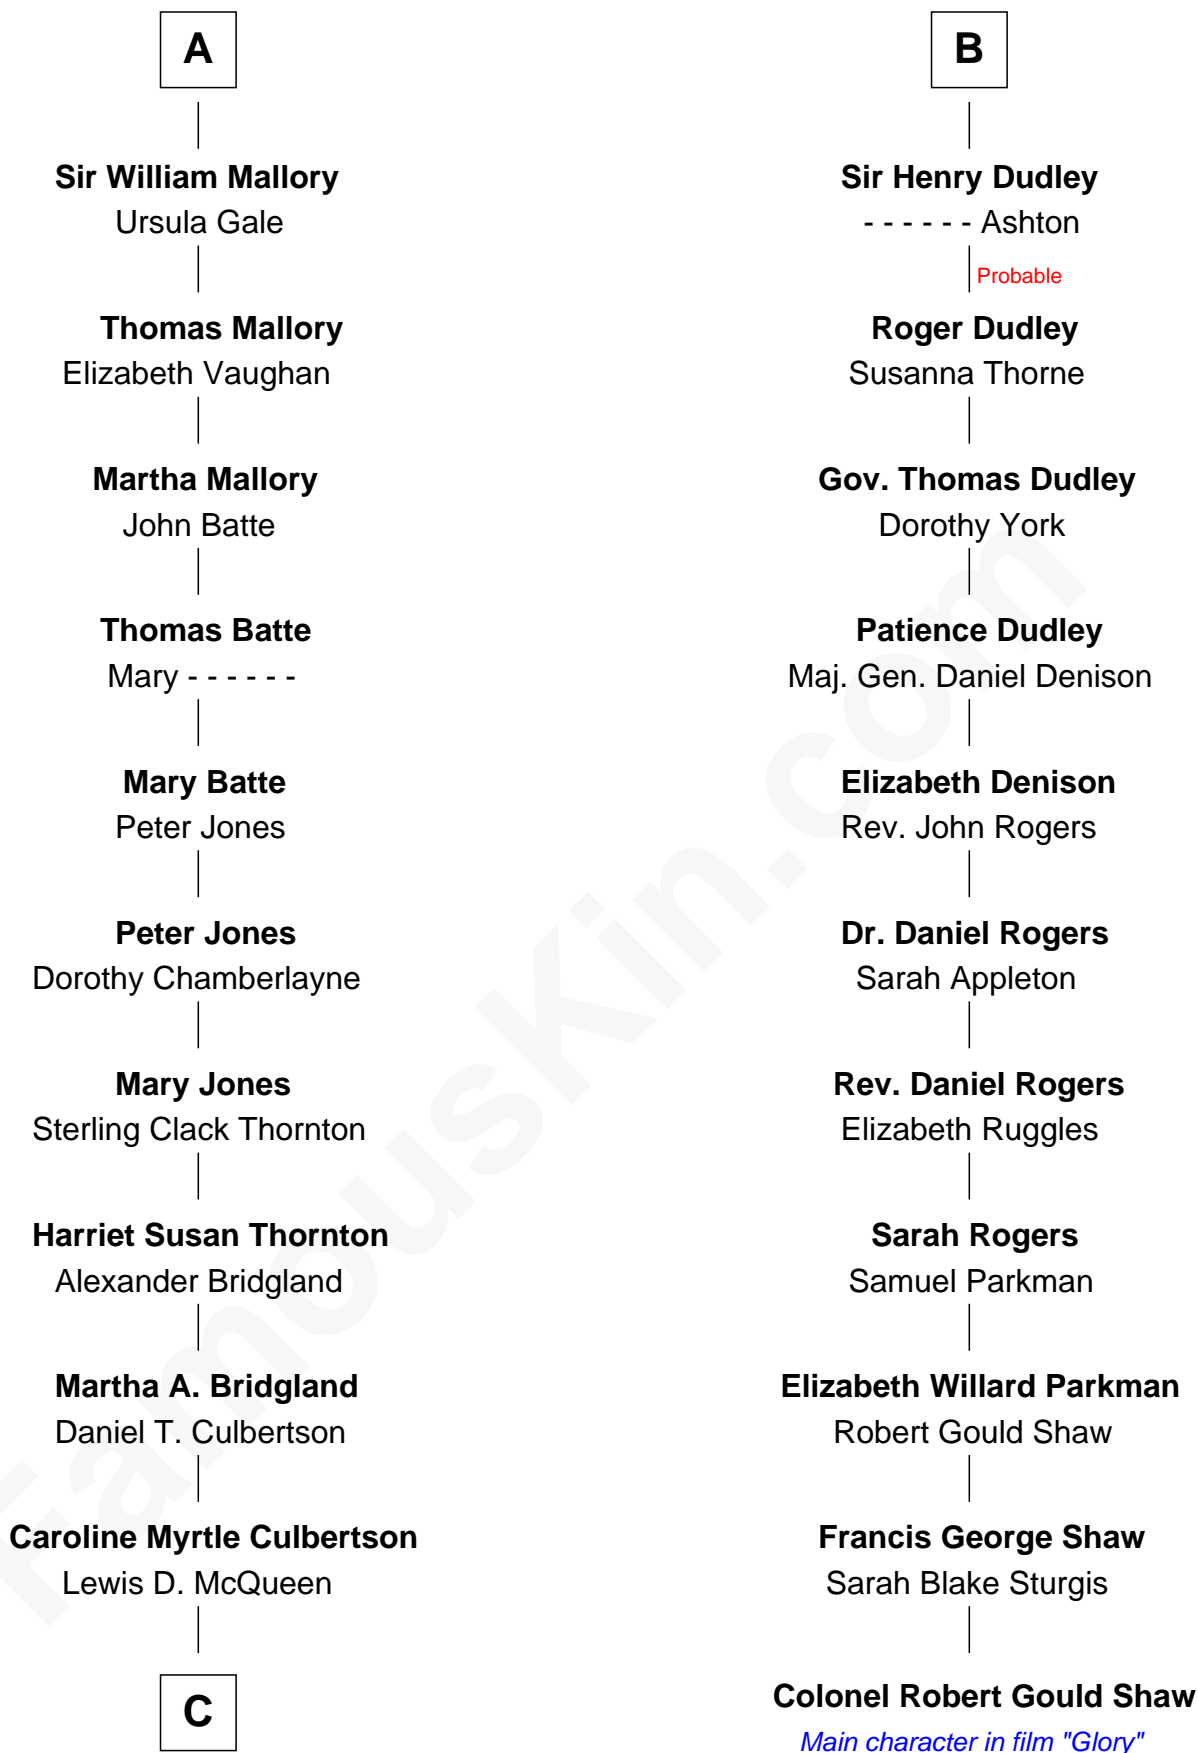 A
Sir William Mallory
Ursula Gale
Thomas Mallory
Elizabeth Vaughan
Martha Mallory
John Batte
Thomas Batte
Mary - - - - - -
Mary Batte
Peter Jones
Peter Jones
Dorothy Chamberlayne
Mary Jones
Sterling Clack Thornton
Harriet Susan Thornton
Alexander Bridgland
Martha A. Bridgland
Daniel T. Culbertson
Caroline Myrtle Culbertson
Lewis D. McQueen
C
B
Sir Henry Dudley
- - - - - - Ashton
Probable
Roger Dudley
Susanna Thorne
Gov. Thomas Dudley
Dorothy York
Patience Dudley
Maj. Gen. Daniel Denison
Elizabeth Denison
Rev. John Rogers
Dr. Daniel Rogers
Sarah Appleton
Rev. Daniel Rogers
Elizabeth Ruggles
Sarah Rogers
Samuel Parkman
Elizabeth Willard Parkman
Robert Gould Shaw
Francis George Shaw
Sarah Blake Sturgis
Colonel Robert Gould Shaw
Main character in film "Glory"
FamousKin.com